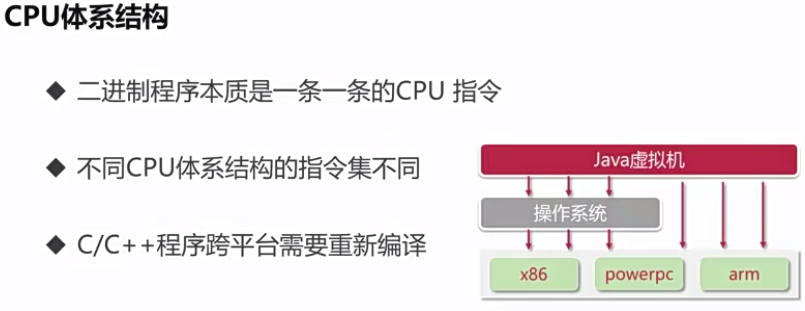 CPU体系结构
◆ 二进制程序本质是一条一条的CPU 指令
◆ 不同CPU体系结构的指令集不同
◆ C/C++程序跨平台需要重新编译
Java虚拟机
操作系统
x86
powerpc
arm